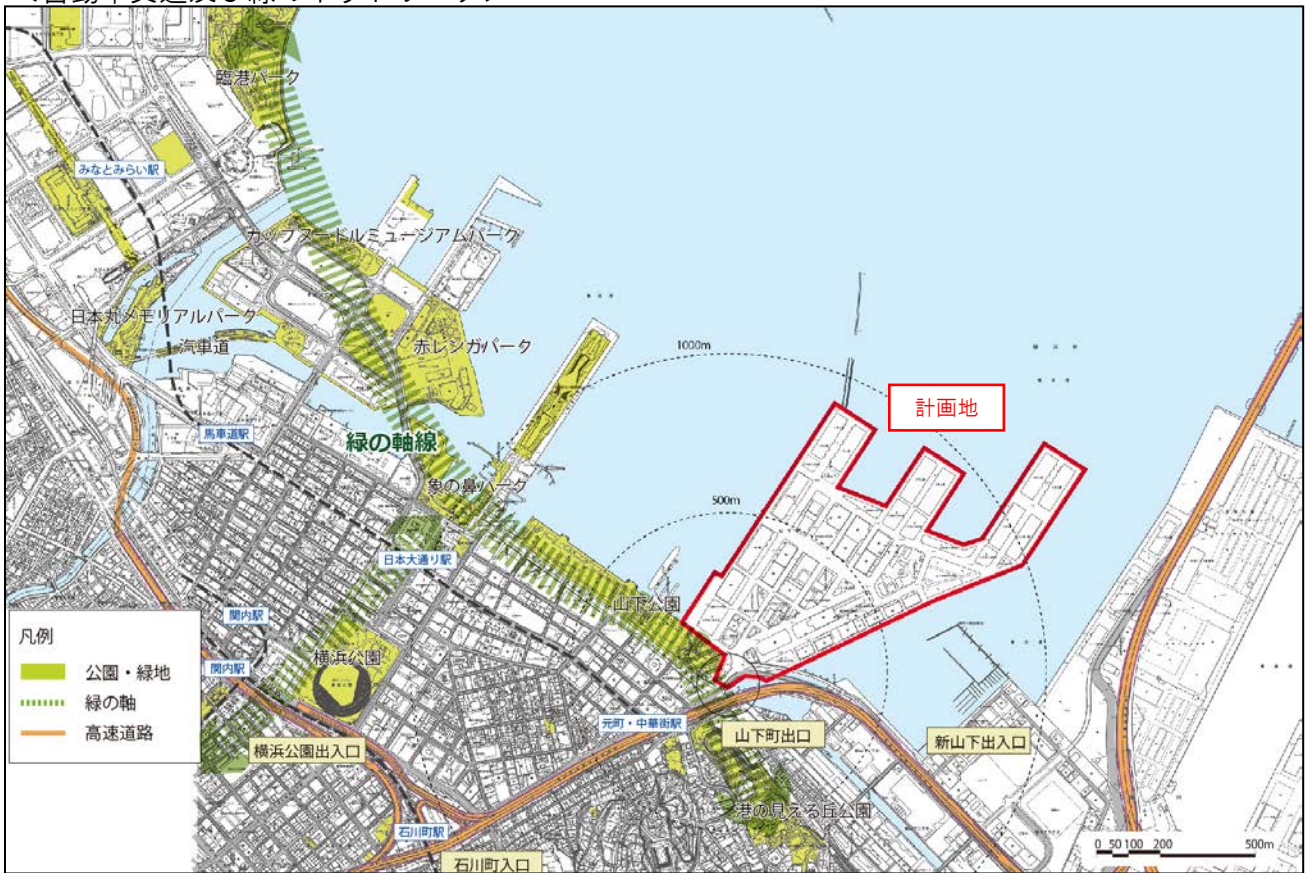 臨港パーク
みなとみらい駅
カップヌードルミュージアムパーク
日本丸メモリアルパーク
汽車道
赤レンガパーク
1000m
計画地
馬車道駅
緑の軸線
象の鼻パーク
500m
日本大通り駅
山下公園
関内駅
凡例
公園・緑地
緑の軸
高速道路
関内駅
横浜公園
元町・中華街駅
山下町出口
新山下出入口
横浜公園出入口
港の見える丘公園
石川町駅
石川町入口
0 50 100 200 500m